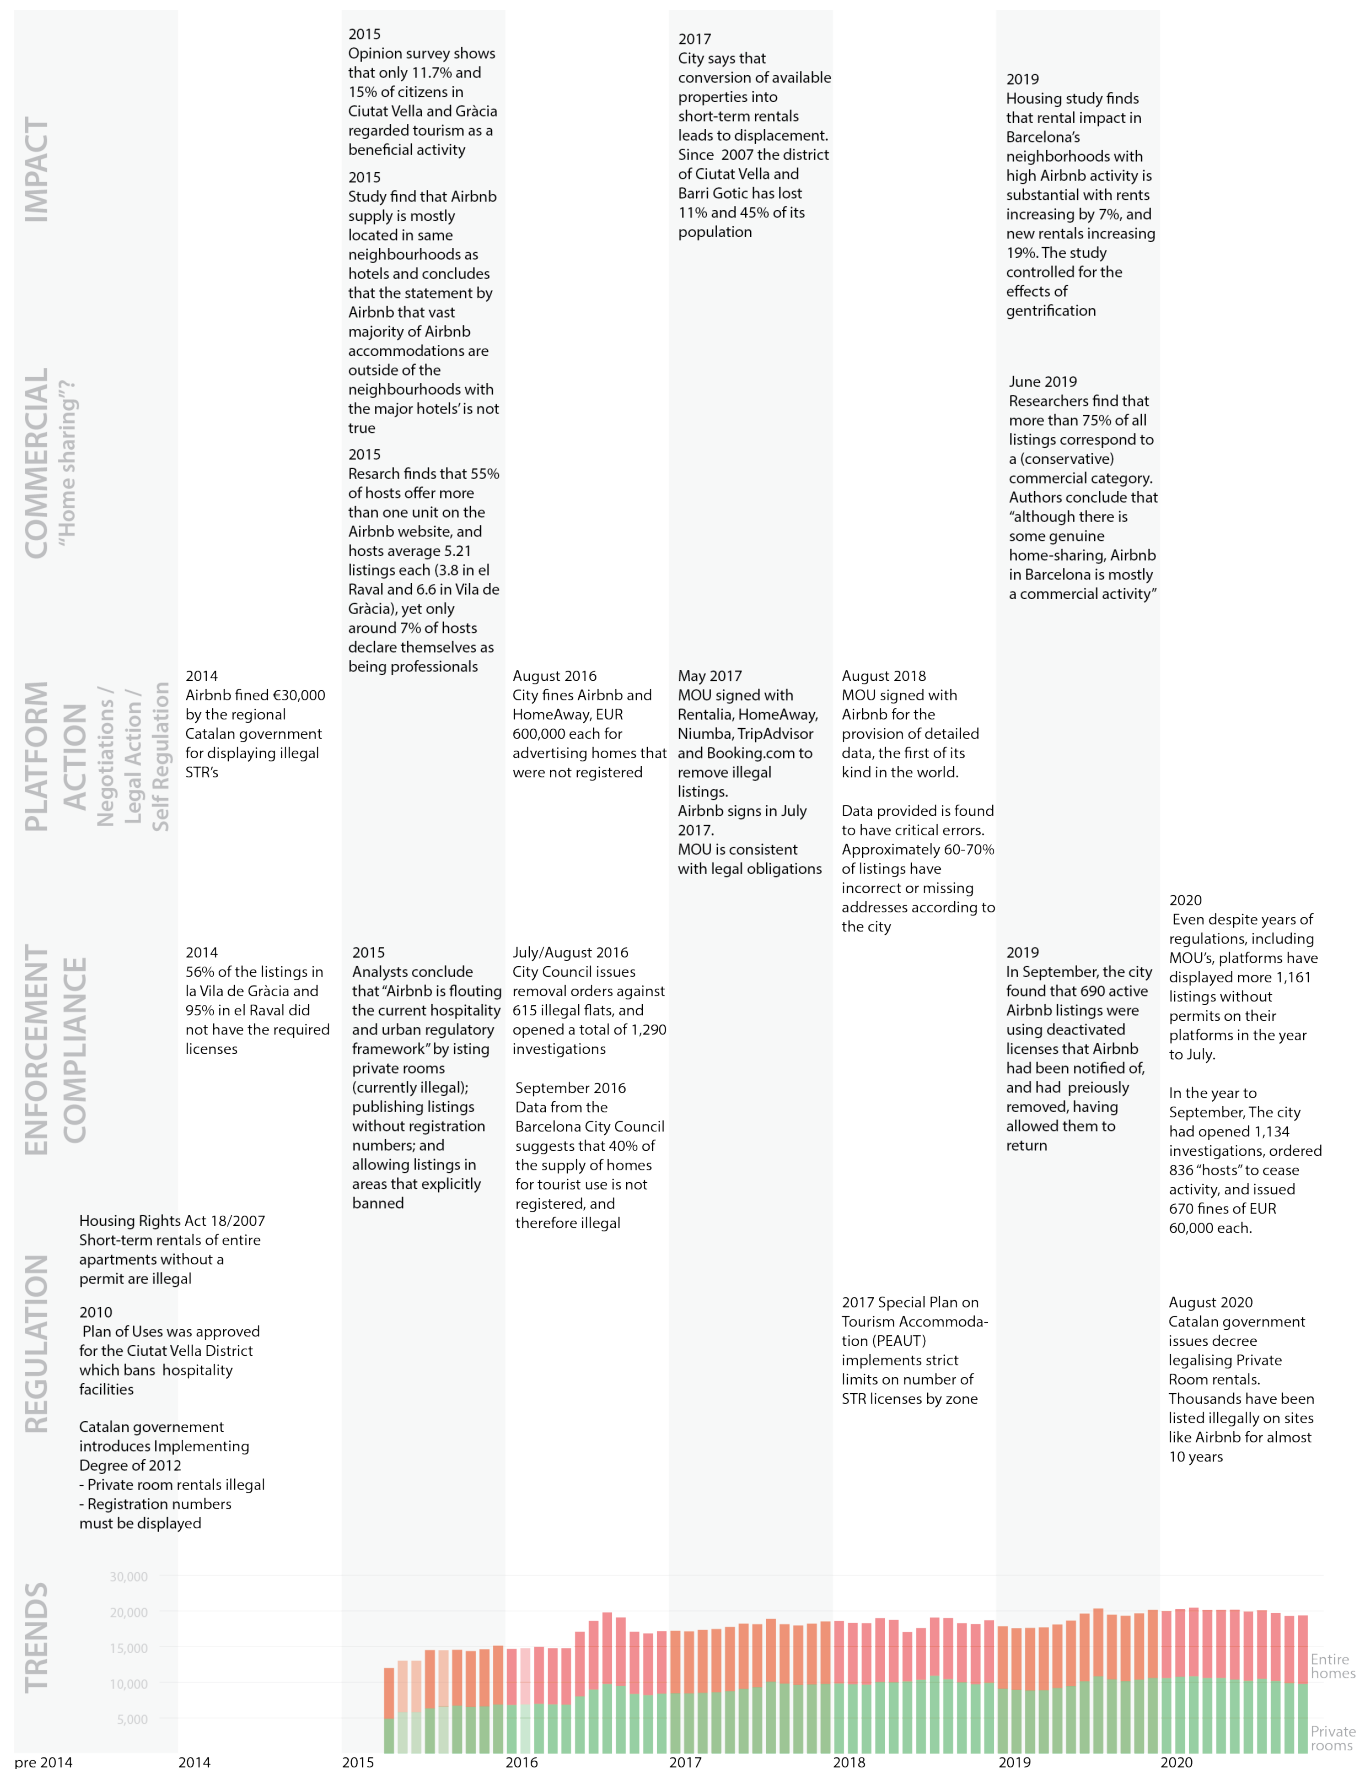 IMPACT
2015
Opinion survey shows
that only 11.7% and
15% of citizens in
Ciutat Vella and Gràcia
regarded tourism as a
beneficial activity
2015
Study find that Airbnb
supply is mostly
located in same
neighbourhoods as
hotels and concludes
that the statement by
Airbnb that vast
majority of Airbnb
accommodations are
outside of the
neighbourhoods with
the major hotels’ is not
true
2017
City says that
conversion of available
properties into
short-term rentals
leads to displacement.
Since 2007 the district
of Ciutat Vella and
Barri Gotic has lost
11% and 45% of its
population
2019
Housing study finds
that rental impact in
Barcelona’s
neighborhoods with
high Airbnb activity is
substantial with rents
increasing by 7%, and
new rentals increasing
19%. The study
controlled for the
effects of
gentrification
COMMERCIAL
“Home sharing”?
2015
Resarch finds that 55%
of hosts offer more
than one unit on the
Airbnb website, and
hosts average 5.21
listings each (3.8 in el
Raval and 6.6 in Vila de
Gràcia), yet only
around 7% of hosts
declare themselves as
being professionals
June 2019
Researchers find that
more than 75% of all
listings correspond to
a (conservative)
commercial category.
Authors conclude that
“although there is
some genuine
home-sharing, Airbnb
in Barcelona is mostly
a commercial activity”
PLATFORM
ACTION
Negotiations /
Legal Action /
Self Regulation
2014
Airbnb fined €30,000
by the regional
Catalan government
for displaying illegal
STR’s
August 2016
City fines Airbnb and
HomeAway, EUR
600,000 each for
advertising homes that
were not registered
May 2017
MOU signed with
Rentalia, HomeAway,
Niumba, TripAdvisor
and Booking.com to
remove illegal
listings.
Airbnb signs in July
2017.
MOU is consistent
with legal obligations
August 2018
MOU signed with
Airbnb for the
provision of detailed
data, the first of its
kind in the world.
Data provided is found
to have critical errors.
Approximately 60-70%
of listings have
incorrect or missing
addresses according to
the city
ENFORCEMENT
COMPLIANCE
2014
56% of the listings in
la Vila de Gràcia and
95% in el Raval did
not have the required
licenses
2015
Analysts conclude
that “Airbnb is flouting
the current hospitality
and urban regulatory
framework” by isting
private rooms
(currently illegal);
publishing listings
without registration
numbers; and
allowing listings in
areas that explicitly
banned
July/August 2016
City Council issues
removal orders against
615 illegal flats, and
opened a total of 1,290
investigations
September 2016
Data from the
Barcelona City Council
suggests that 40% of
the supply of homes
for tourist use is not
registered, and
therefore illegal
2019
In September, the city
found that 690 active
Airbnb listings were
using deactivated
licenses that Airbnb
had been notified of,
and had preiously
removed, having
allowed them to
return
2020
Even despite years of
regulations, including
MOU’s, platforms have
displayed more 1,161
listings without
permits on their
platforms in the year
to July.
In the year to
September, The city
had opened 1,134
investigations, ordered
836 “hosts” to cease
activity, and issued
670 fines of EUR
60,000 each.
REGULATION
Housing Rights Act 18/2007
Short-term rentals of entire
apartments without a
permit are illegal
2010
Plan of Uses was approved
for the Ciutat Vella District
which bans hospitality
facilities
Catalan governement
introduces Implementing
Degree of 2012
- Private room rentals illegal
- Registration numbers
must be displayed
2017 Special Plan on
Tourism Accommoda-
tion (PEAUT)
implements strict
limits on number of
STR licenses by zone
August 2020
Catalan government
issues decree
legalising Private
Room rentals.
Thousands have been
listed illegally on sites
like Airbnb for almost
10 years
TRENDS
30,000
20,000
15,000
10,000
5,000
Entire
homes
Private
rooms
pre 2014
2014
2015
2016
2017
2018
2019
2020